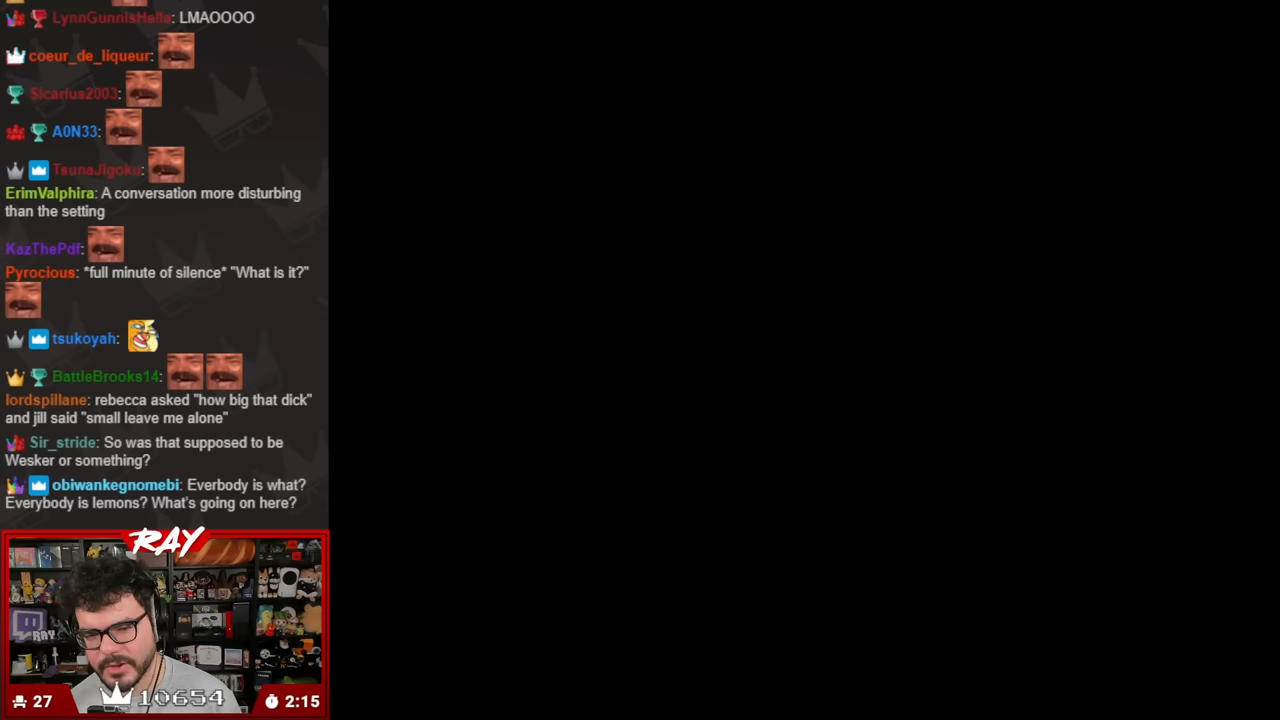 LynnGunnisHella: LMAOOOO
coeur_de_liqueur:
Sicarius2003:
A0N33:
TsunaJigoku:
ErimValphira: A conversation more disturbing
than the setting
KazThePdf:
Pyrocious: *full minute of silence* "What is it?"
tsukoyah:
BattleBrooks14:
lordspillane: rebecca asked "how big that dick"
and jill said "small leave me alone"
Sir_stride: So was that supposed to be
Wesker or something?
obiwankegnomebi: Everbody is what?
Everybody is lemons? What's going on here?
RAY
RAY
27
10654
2:15